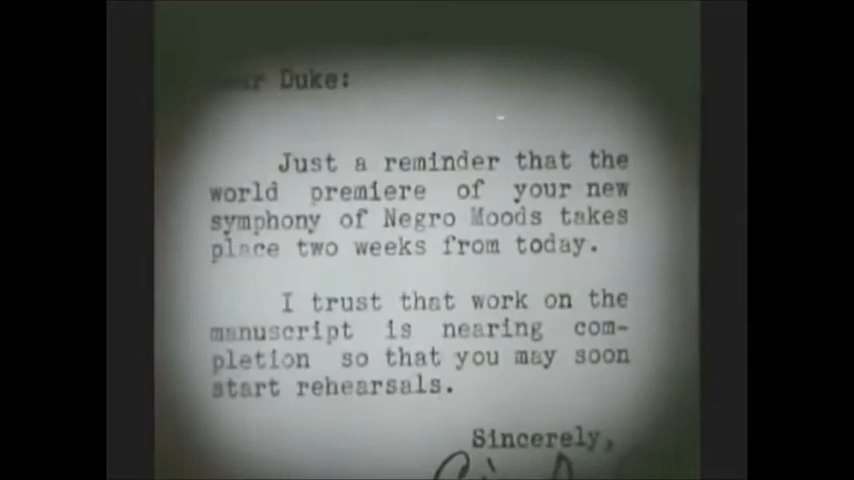 Duke:
Just a reminder that the
world premiere of your new
symphony of Negro Moods takes
place two weeks from today.
I trust that work on the
manuscript is nearing com-
pletion so that you may soon
start rehearsals.
Sincerely,